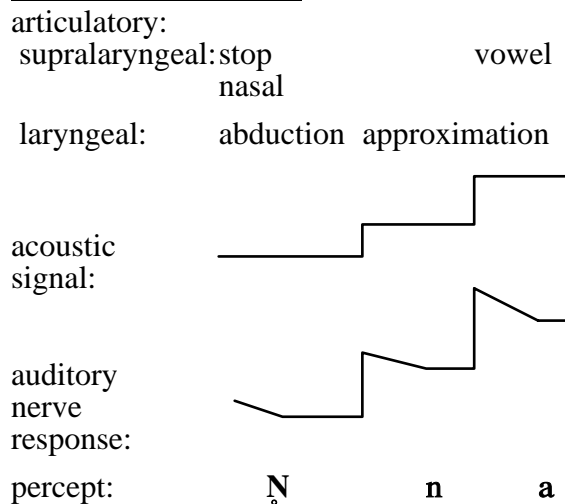 articulatory:
supralaryngeal: stop vowel
nasal
laryngeal: abduction approximation
acoustic
signal:
auditory
nerve
response:
percept: N̥ n a